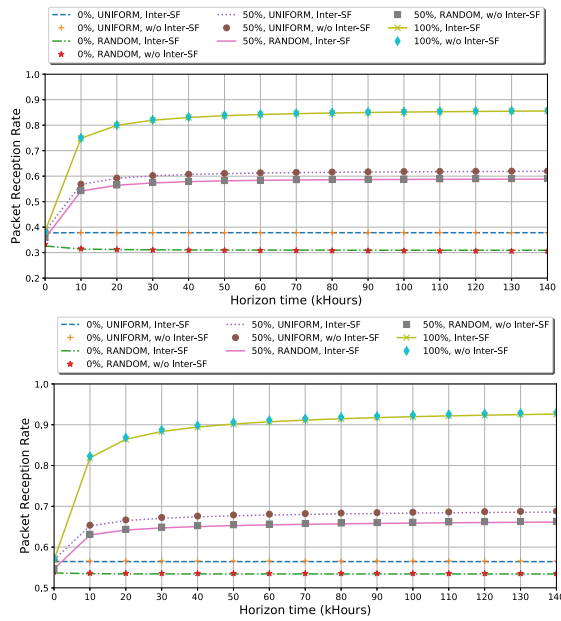 0%, UNIFORM, Inter-SF 50%, UNIFORM, Inter-SF 50%, RANDOM, w/o Inter-SF
0%, UNIFORM, w/o Inter-SF 50%, UNIFORM, w/o Inter-SF 100%, Inter-SF
0%, RANDOM, Inter-SF 50%, RANDOM, Inter-SF 100%, w/o Inter-SF
0%, RANDOM, w/o Inter-SF
1.0
0.9
0.8
0.7
0.6
0.5
0.4
0.3
0.2
Packet Reception Rate
0 10 20 30 40 50 60 70 80 90 100 110 120 130 140
Horizon time (kHours)
0%, UNIFORM, Inter-SF 50%, UNIFORM, Inter-SF 50%, RANDOM, w/o Inter-SF
0%, UNIFORM, w/o Inter-SF 50%, UNIFORM, w/o Inter-SF 100%, Inter-SF
0%, RANDOM, Inter-SF 50%, RANDOM, Inter-SF 100%, w/o Inter-SF
0%, RANDOM, w/o Inter-SF
1.0
0.9
0.8
0.7
0.6
0.5
Packet Reception Rate
0 10 20 30 40 50 60 70 80 90 100 110 120 130 140
Horizon time (kHours)